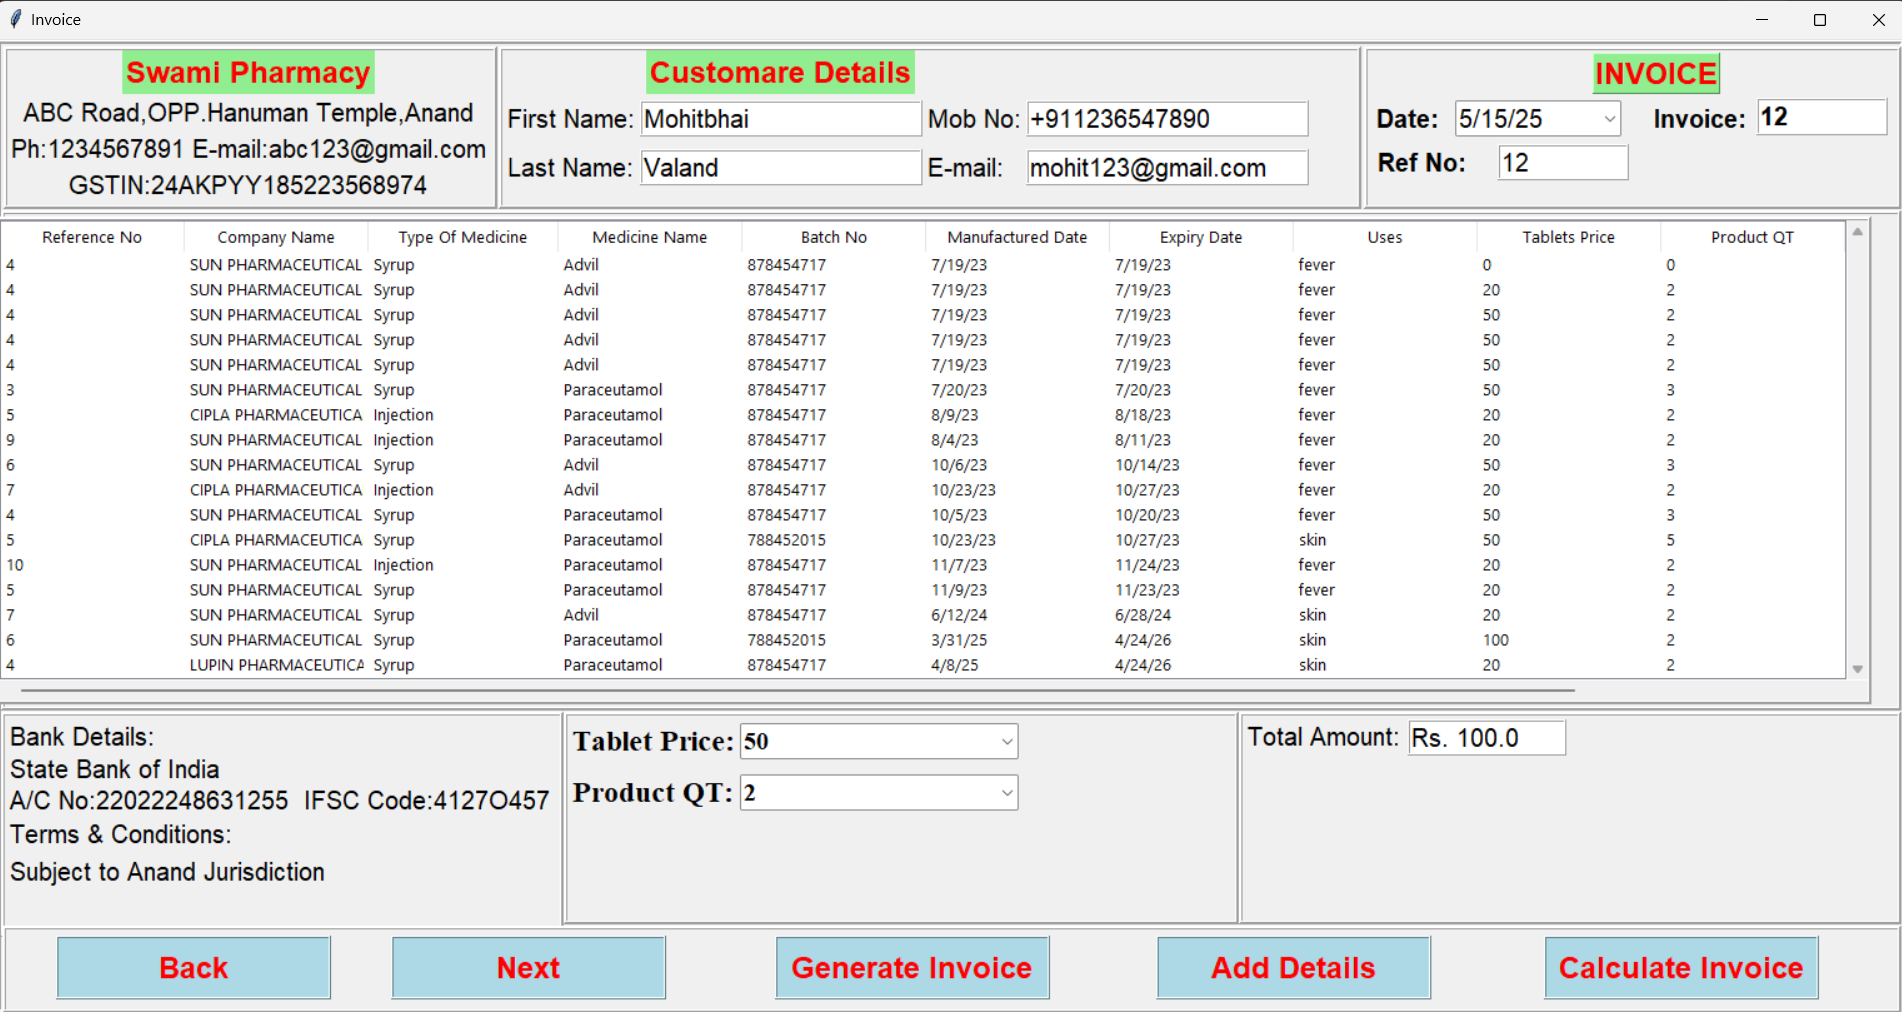 Invoice
Swami Pharmacy
ABC Road,OPP.Hanuman Temple,Anand
Ph:1234567891 E-mail:abc123@gmail.com
GSTIN:24AKPYY185223568974
Customare Details
First Name: Mohitbhai Mob No: +911236547890
Last Name: Valand E-mail: mohit123@gmail.com
INVOICE
Date: 5/15/25 Invoice: 12
Ref No: 12
Reference No Company Name Type Of Medicine Medicine Name Batch No Manufactured Date Expiry Date Uses Tablets Price Product QT
4 SUN PHARMACEUTICAL Syrup Advil 878454717 7/19/23 7/19/23 fever 0 0
4 SUN PHARMACEUTICAL Syrup Advil 878454717 7/19/23 7/19/23 fever 20 2
4 SUN PHARMACEUTICAL Syrup Advil 878454717 7/19/23 7/19/23 fever 50 2
4 SUN PHARMACEUTICAL Syrup Advil 878454717 7/19/23 7/19/23 fever 50 2
4 SUN PHARMACEUTICAL Syrup Advil 878454717 7/19/23 7/19/23 fever 50 2
3 SUN PHARMACEUTICAL Syrup Paraceutamol 878454717 7/20/23 7/20/23 fever 50 3
5 CIPLA PHARMACEUTICA Injection Paraceutamol 878454717 8/9/23 8/18/23 fever 20 2
9 SUN PHARMACEUTICAL Injection Paraceutamol 878454717 8/4/23 8/11/23 fever 20 2
6 SUN PHARMACEUTICAL Syrup Advil 878454717 10/6/23 10/14/23 fever 50 3
7 CIPLA PHARMACEUTICA Injection Advil 878454717 10/23/23 10/27/23 fever 20 2
4 SUN PHARMACEUTICAL Syrup Paraceutamol 878454717 10/5/23 10/20/23 fever 50 3
5 CIPLA PHARMACEUTICA Syrup Paraceutamol 788452015 10/23/23 10/27/23 skin 50 5
10 SUN PHARMACEUTICAL Injection Paraceutamol 878454717 11/7/23 11/24/23 fever 20 2
5 SUN PHARMACEUTICAL Syrup Paraceutamol 878454717 11/9/23 11/23/23 fever 20 2
7 SUN PHARMACEUTICAL Syrup Advil 878454717 6/12/24 6/28/24 skin 20 2
6 SUN PHARMACEUTICAL Syrup Paraceutamol 788452015 3/31/25 4/24/26 skin 100 2
4 LUPIN PHARMACEUTICA Syrup Paraceutamol 878454717 4/8/25 4/24/26 skin 20 2
Bank Details:
State Bank of India
A/C No:22022248631255 IFSC Code:4127O457
Terms & Conditions:
Subject to Anand Jurisdiction
Tablet Price: 50
Product QT: 2
Total Amount: Rs. 100.0
Back Next Generate Invoice Add Details Calculate Invoice